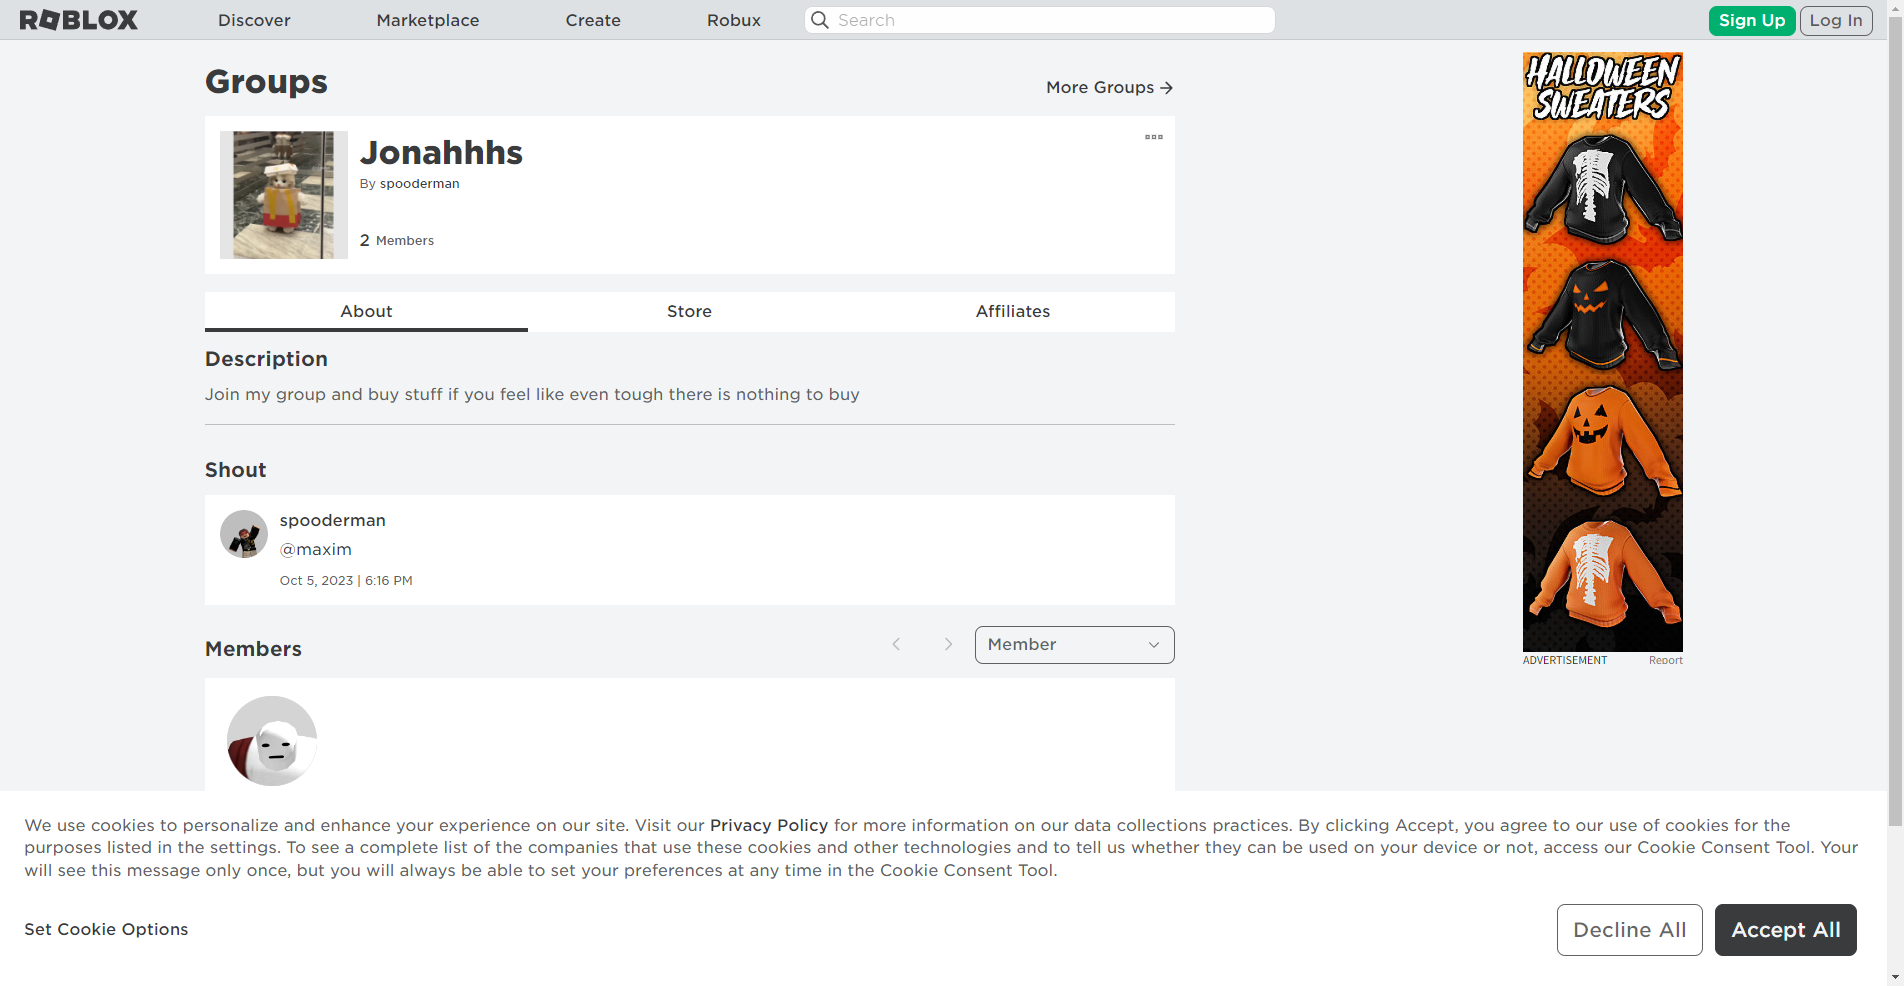 ROBLOX
Discover
Marketplace
Create
Robux
Search
Sign Up
Log In
Groups
More Groups
Jonahhhs
By spooderman
2 Members
About
Store
Affiliates
Description
Join my group and buy stuff if you feel like even tough there is nothing to buy
Shout
spooderman
@maxim
Oct 5, 2023 | 6:16 PM
Members
Member
HALLOWEEN
SWEATERS
ADVERTISEMENT
Report
We use cookies to personalize and enhance your experience on our site. Visit our Privacy Policy for more information on our data collections practices. By clicking Accept, you agree to our use of cookies for the
purposes listed in the settings. To see a complete list of the companies that use these cookies and other technologies and to tell us whether they can be used on your device or not, access our Cookie Consent Tool. Your
will see this message only once, but you will always be able to set your preferences at any time in the Cookie Consent Tool.
Set Cookie Options
Decline All
Accept All